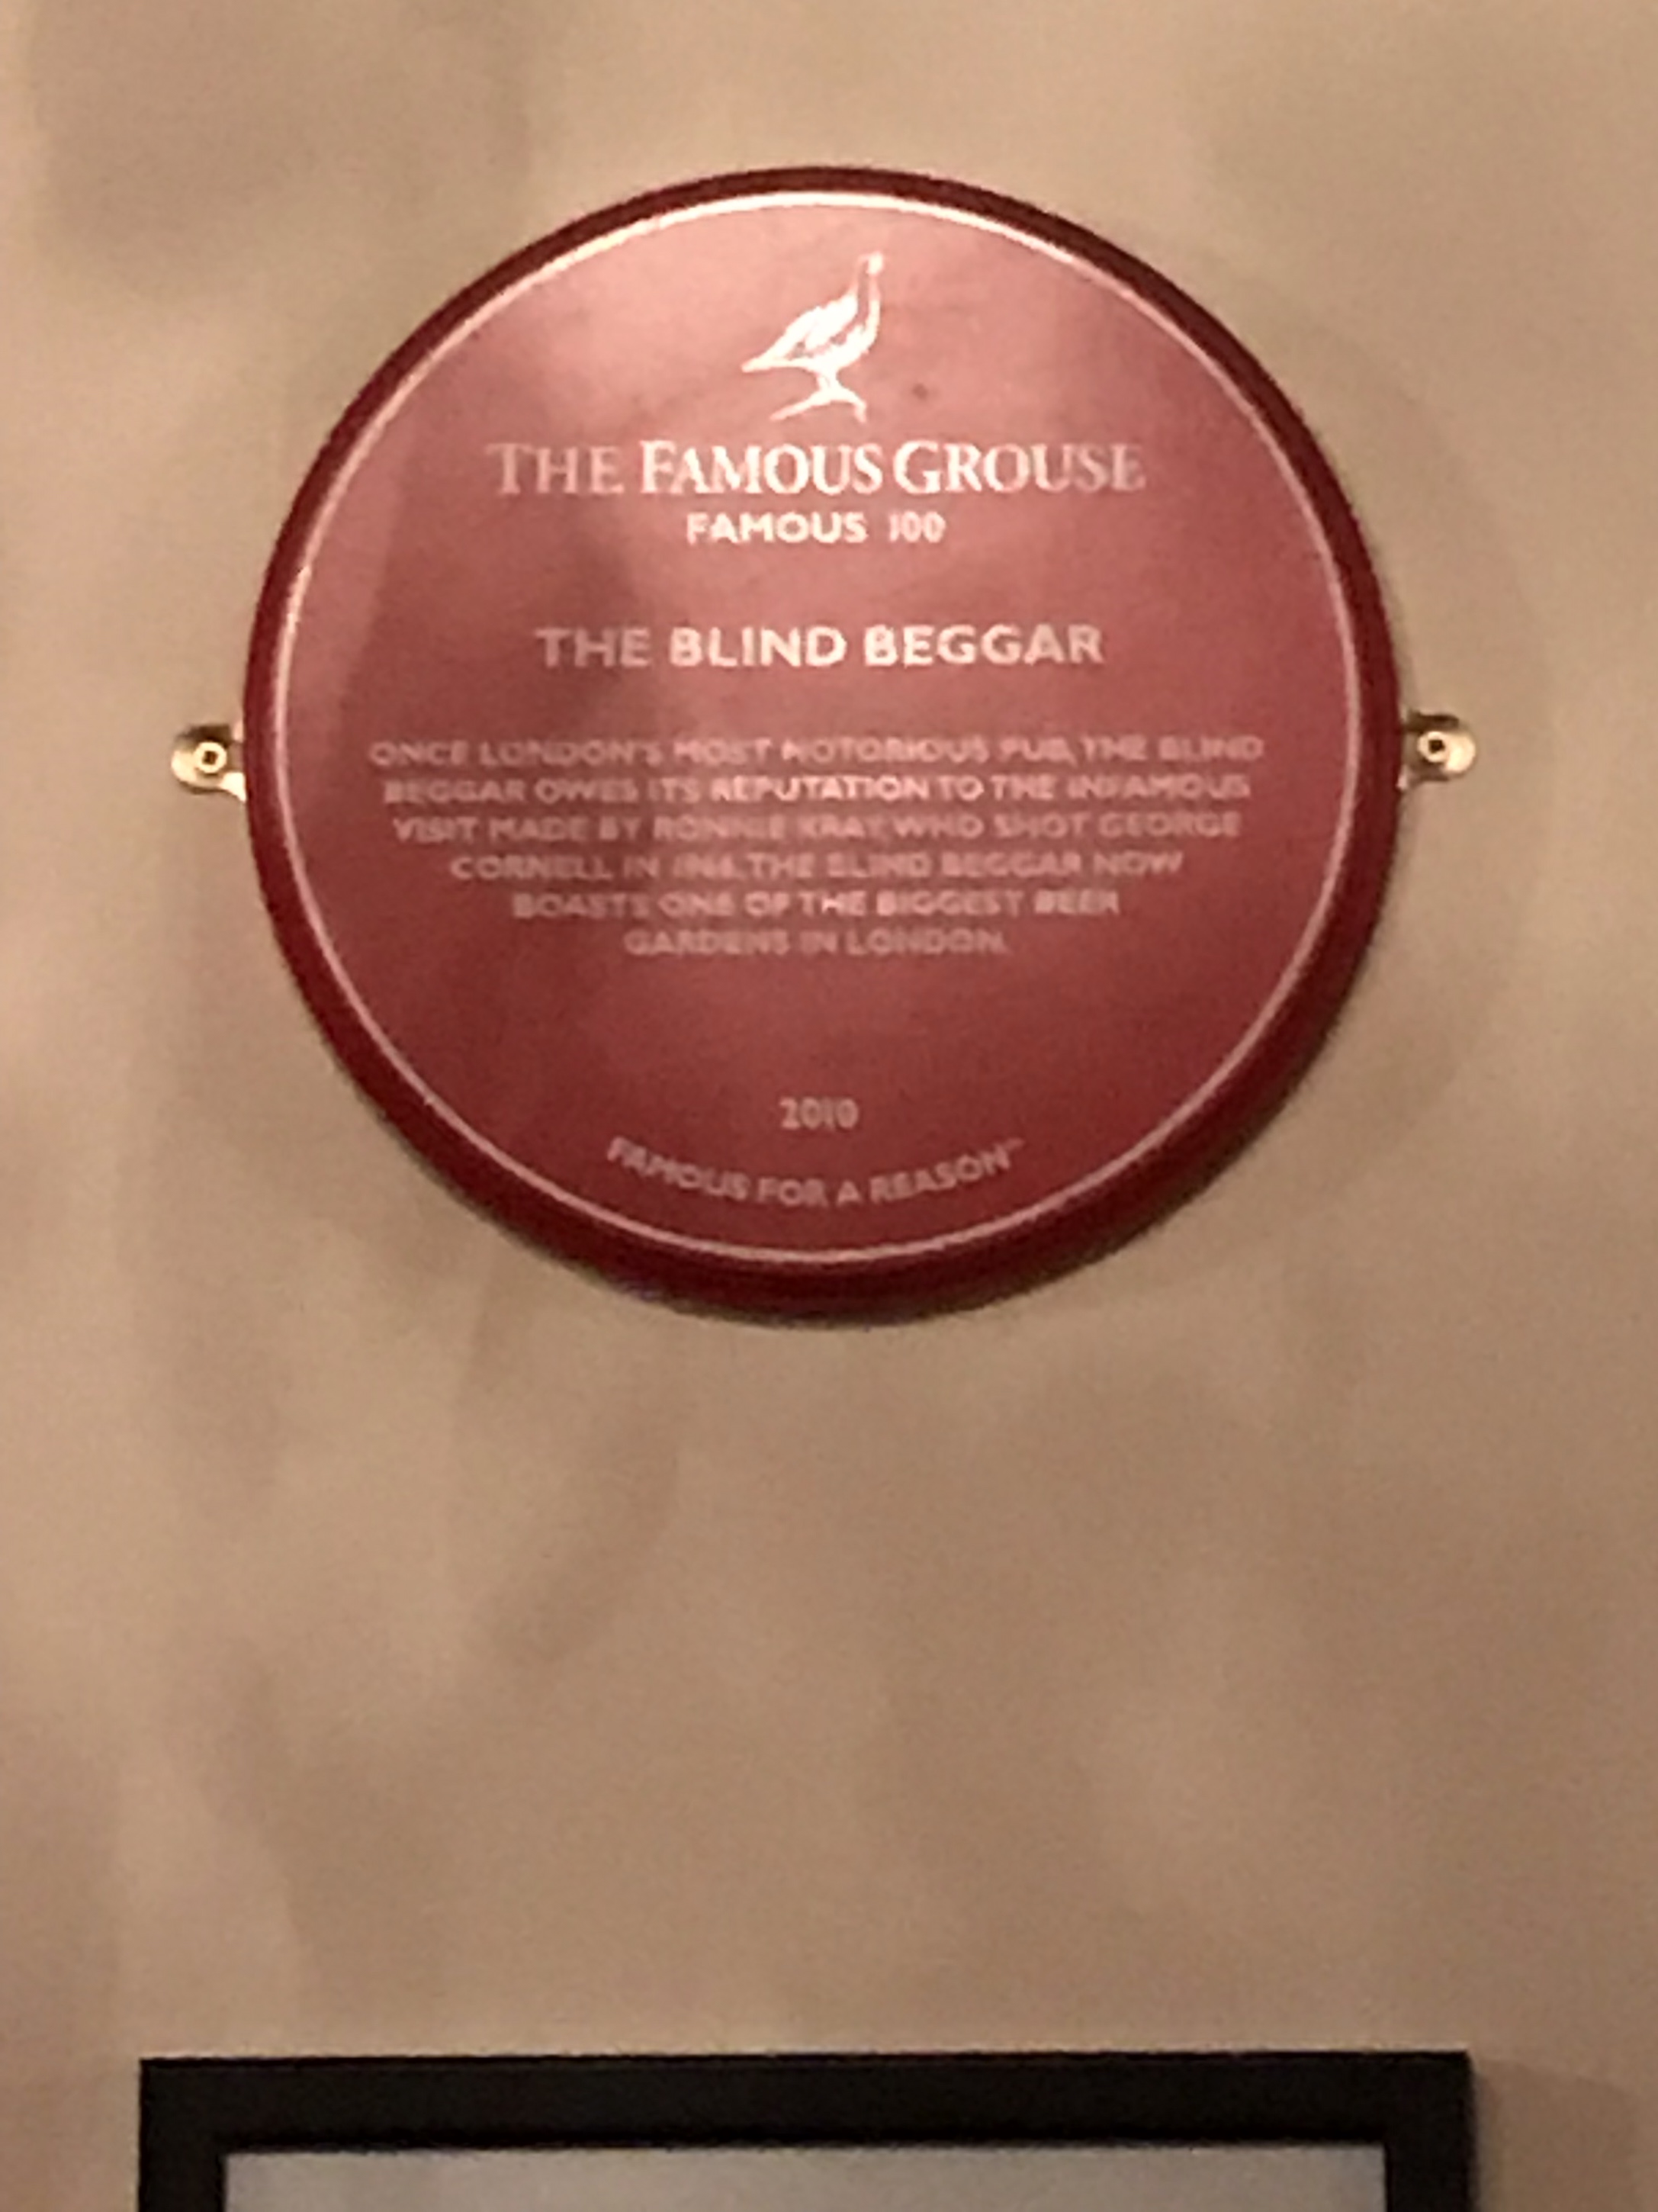 THE FAMOUS GROUSE
FAMOUS 100
THE BLIND BEGGAR
ONCE LONDON'S MOST NOTORIOUS PUB, THE BLIND
BEGGAR OWES ITS REPUTATION TO THE INFAMOUS
VISIT MADE BY RONNIE KRAY, WHO SHOT GEORGE
CORNELL IN 1966. THE BLIND BEGGAR NOW
BOASTS ONE OF THE BIGGEST BEER
GARDENS IN LONDON.
2010
FAMOUS FOR A REASON™